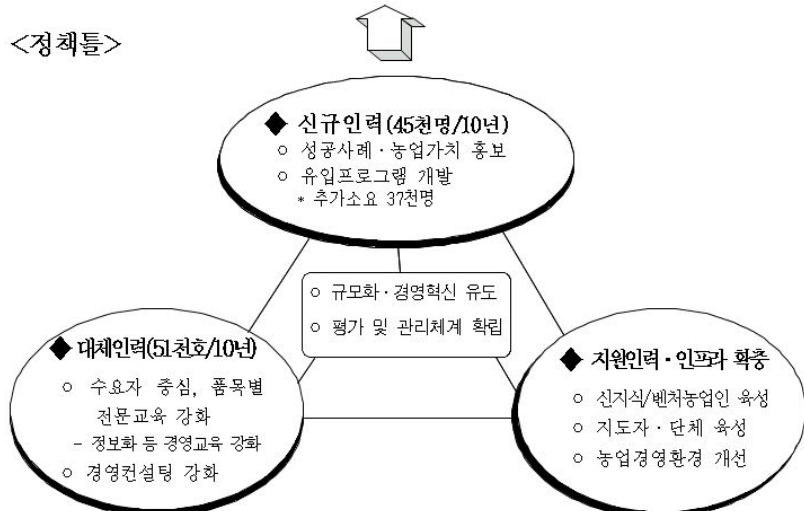 <정책틀>
◆ 신규인력(45천명/10년)
○ 성공사례·농업가치 홍보
○ 유입프로그램 개발
* 추가소요 37천명
○ 규모화·경영혁신 유도
○ 평가 및 관리체계 확립
◆ 대체인력(51천호/10년)
○ 수요자 중심, 품목별
전문교육 강화
- 정보화 등 경영교육 강화
○ 경영컨설팅 강화
◆ 지원인력·인프라 확충
○ 신지식/벤처농업인 육성
○ 지도자·단체 육성
○ 농업경영환경 개선